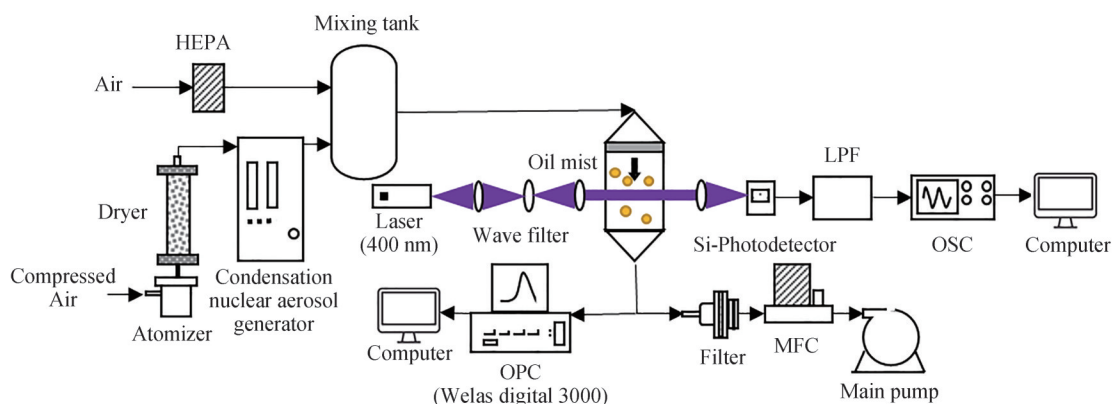 Mixing tank
HEPA
Air
Oil mist
LPF
Dryer
Laser
(400 nm)
Wave filter
Si-Photodetector
OSC
Computer
Compressed
Air
Atomizer
Condensation
nuclear aerosol
generator
Computer
OPC
(Welas digital 3000)
Filter
MFC
Main pump